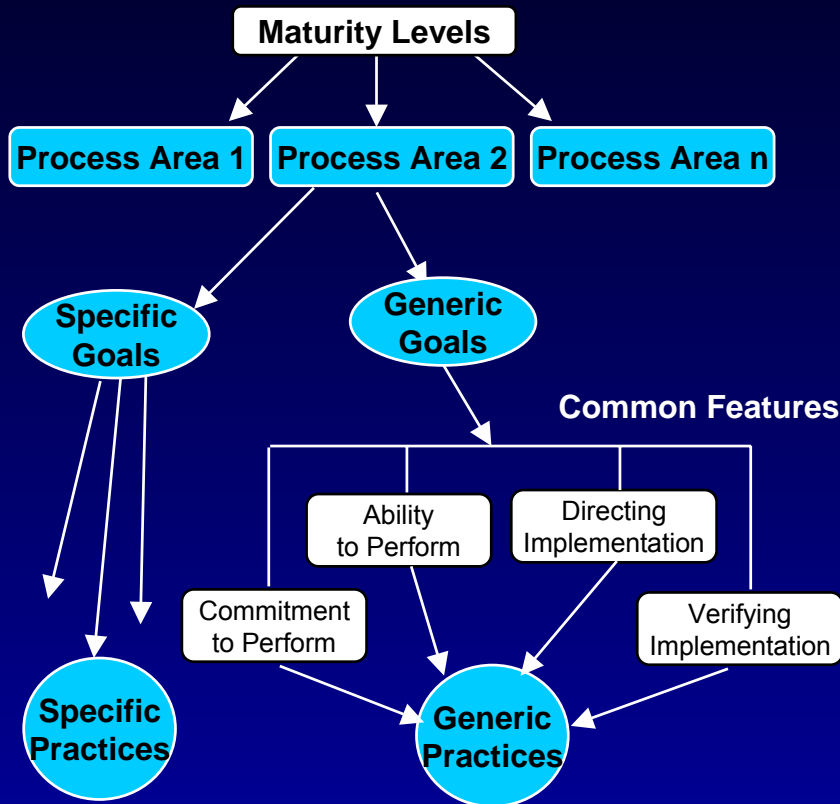 Maturity Levels
Process Area 1
Process Area 2
Process Area n
Specific
Goals
Generic
Goals
Common Features
Ability
to Perform
Directing
Implementation
Commitment
to Perform
Verifying
Implementation
Specific
Practices
Generic
Practices